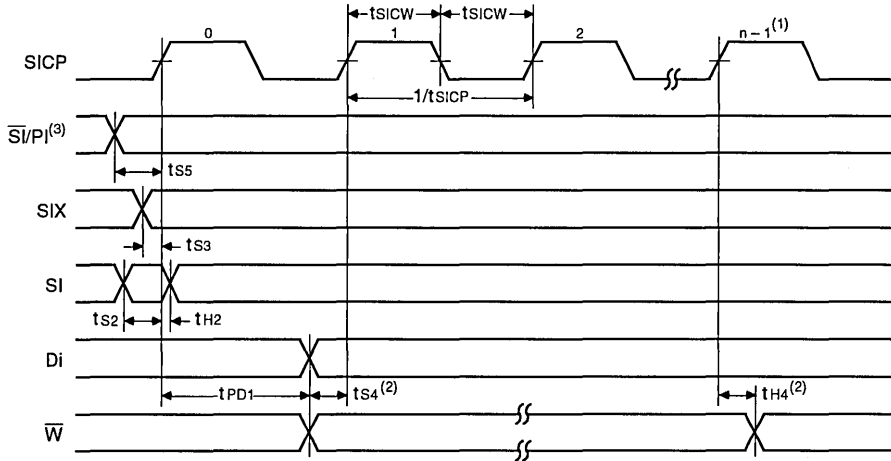 tSICW tSICW
SICP 0 1 2 n – 1(1)
1/tSICP
S̅I̅/PI(3)
tS5
SIX
tS3
SI
tS2 tH2
Di
tPD1 tS4(2) tH4(2)
W̅